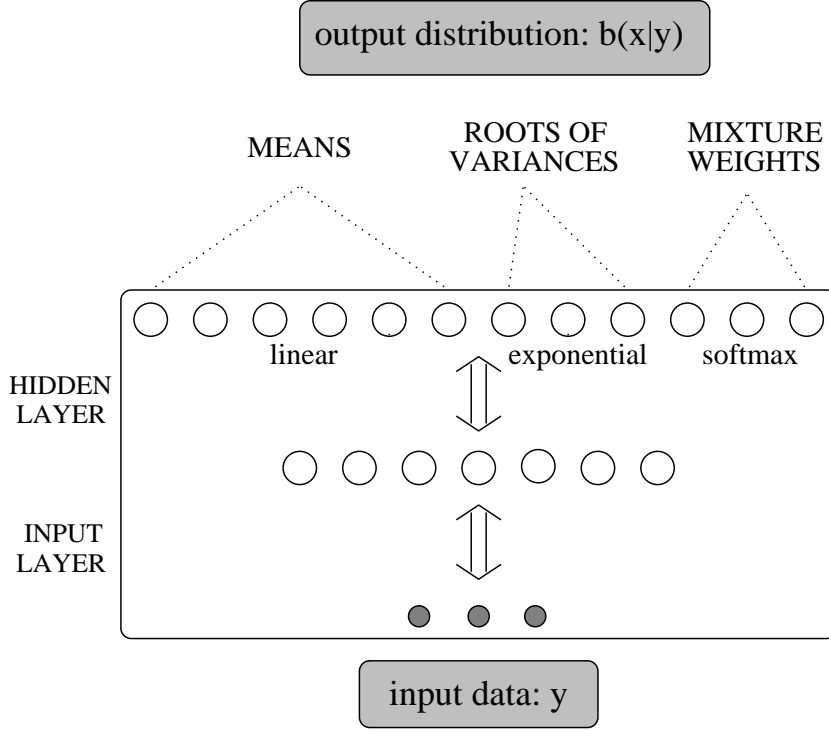 output distribution: b(x|y)
MEANS
ROOTS OF
VARIANCES
MIXTURE
WEIGHTS
linear
exponential
softmax
HIDDEN
LAYER
INPUT
LAYER
input data: y